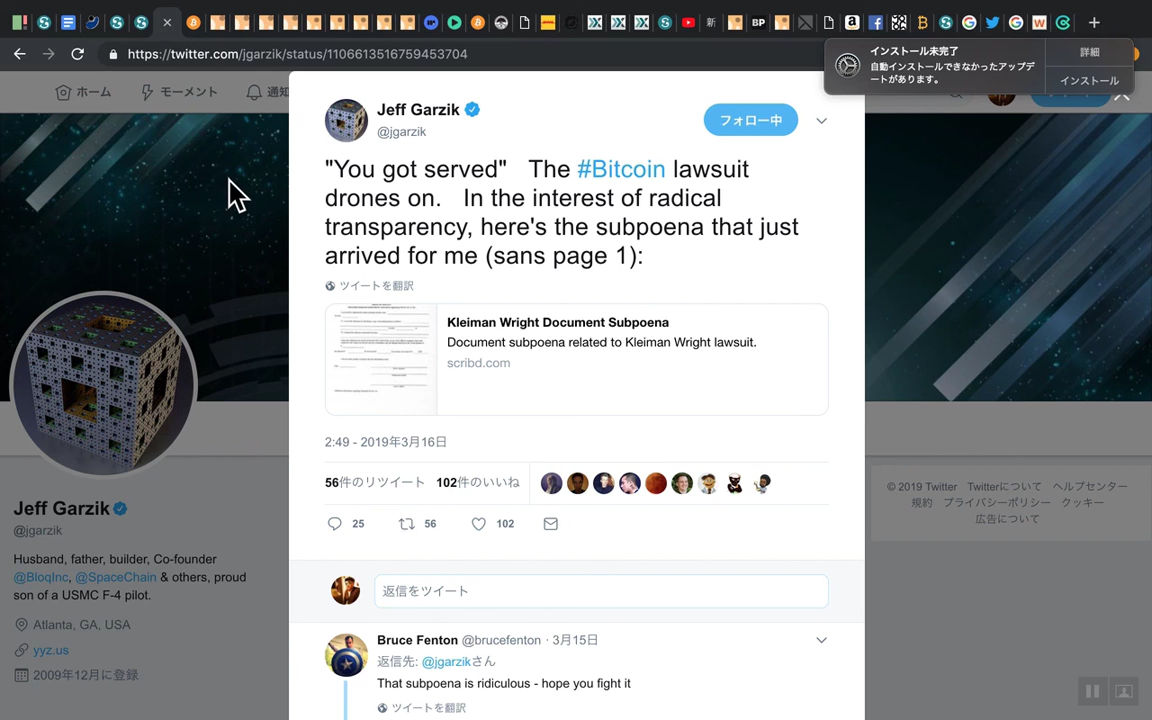 新
BP
https://twitter.com/jgarzik/status/1106613516759453704
インストール未完了
自動インストールできなかったアップデ
ートがあります。
詳細
インストール
ホーム
モーメント
通知
Jeff Garzik
@jgarzik
フォロー中
"You got served" The #Bitcoin lawsuit
drones on. In the interest of radical
transparency, here's the subpoena that just
arrived for me (sans page 1):
ツイートを翻訳
Kleiman Wright Document Subpoena
Document subpoena related to Kleiman Wright lawsuit.
scribd.com
2:49 - 2019年3月16日
56件のリツイート 102件のいいね
25 56 102
返信をツイート
Bruce Fenton @brucefenton · 3月15日
返信先: @jgarzikさん
That subpoena is ridiculous - hope you fight it
ツイートを翻訳
Jeff Garzik
@jgarzik
Husband, father, builder, Co-founder
@BloqInc, @SpaceChain & others, proud
son of a USMC F-4 pilot.
Atlanta, GA, USA
yyz.us
2009年12月に登録
© 2019 Twitter Twitterについて ヘルプセンター
規約 プライバシーポリシー クッキー
広告について